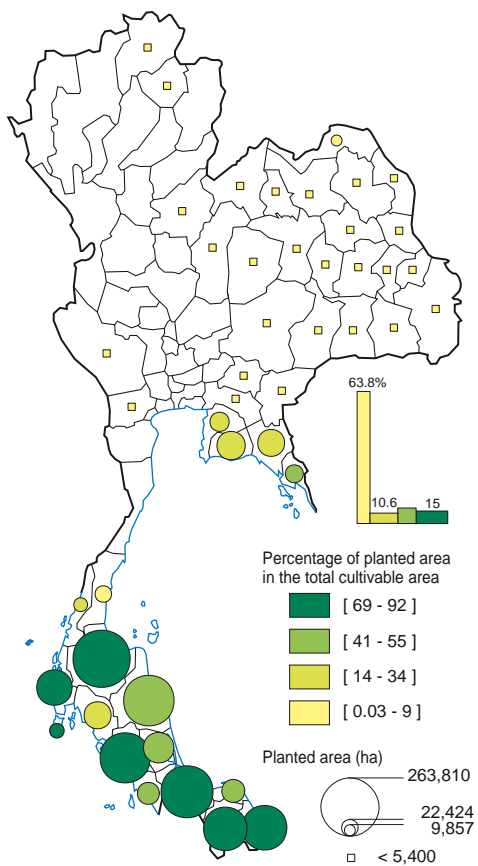 63.8%
10.6
15
Percentage of planted area
in the total cultivable area
[ 69 - 92 ]
[ 41 - 55 ]
[ 14 - 34 ]
[ 0.03 - 9 ]
Planted area (ha)
263,810
22,424
9,857
< 5,400